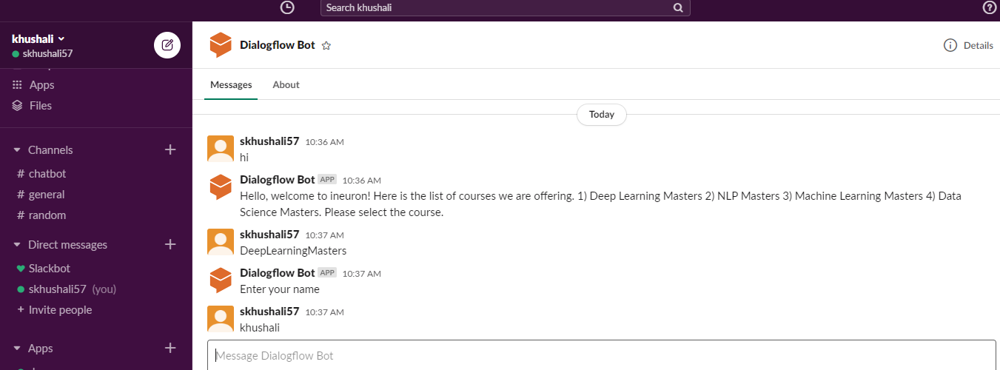 Search khushali
khushali
skhushali57
Apps
Files
Channels
# chatbot
# general
# random
Direct messages
Slackbot
skhushali57 (you)
+ Invite people
Apps
Dialogflow Bot
Details
Messages About
Today
skhushali57 10:36 AM
hi
Dialogflow Bot APP 10:36 AM
Hello, welcome to ineuron! Here is the list of courses we are offering. 1) Deep Learning Masters 2) NLP Masters 3) Machine Learning Masters 4) Data
Science Masters. Please select the course.
skhushali57 10:37 AM
DeepLearningMasters
Dialogflow Bot APP 10:37 AM
Enter your name
skhushali57 10:37 AM
khushali
Message Dialogflow Bot